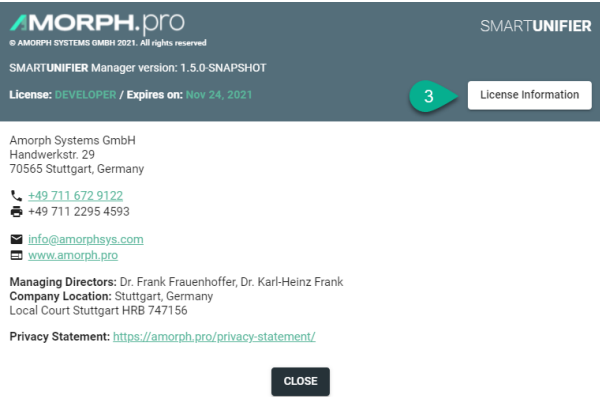 AMORPH.pro
SMARTUNIFIER
© AMORPH SYSTEMS GMBH 2021. All rights reserved
SMARTUNIFIER Manager version: 1.5.0-SNAPSHOT
License: DEVELOPER / Expires on: Nov 24, 2021
3
License Information
Amorph Systems GmbH
Handwerkstr. 29
70565 Stuttgart, Germany
+49 711 672 9122
+49 711 2295 4593
info@amorphsys.com
www.amorph.pro
Managing Directors: Dr. Frank Frauenhoffer, Dr. Karl-Heinz Frank
Company Location: Stuttgart, Germany
Local Court Stuttgart HRB 747156
Privacy Statement: https://amorph.pro/privacy-statement/
CLOSE